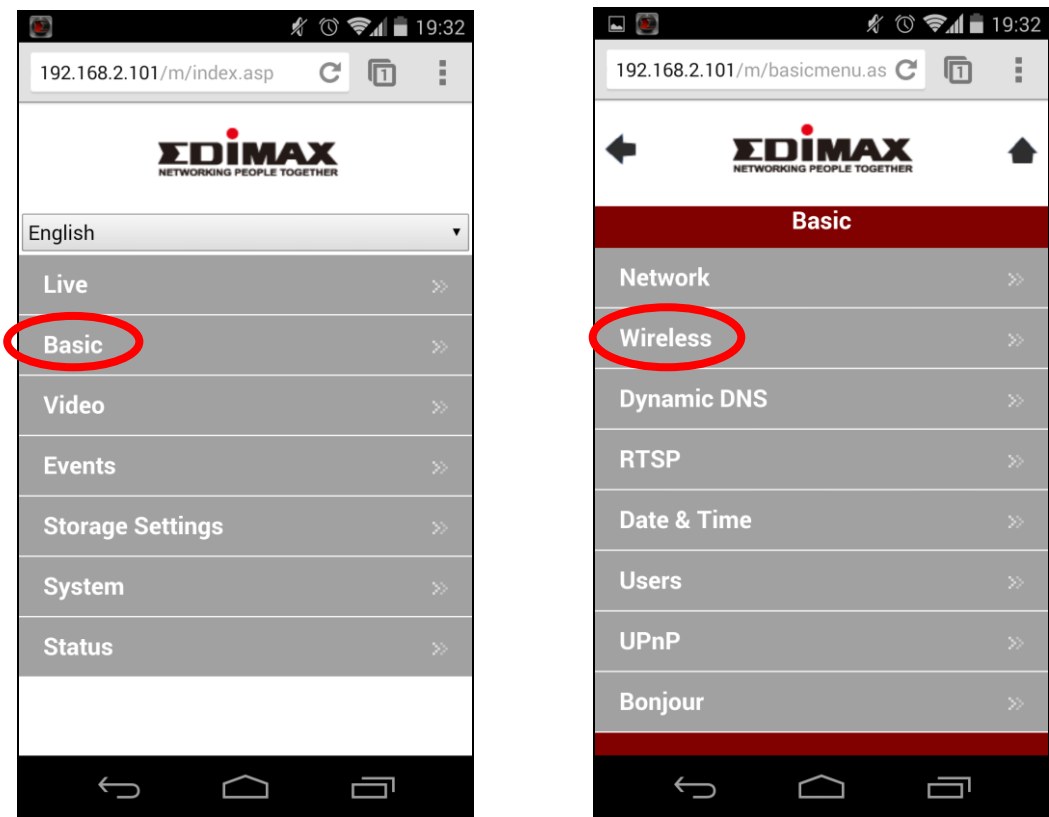 19:32
192.168.2.101/m/index.asp
1
EDIMAX
NETWORKING PEOPLE TOGETHER
English
Live
Basic
Video
Events
Storage Settings
System
Status
19:32
192.168.2.101/m/basicmenu.as
1
EDIMAX
NETWORKING PEOPLE TOGETHER
Basic
Network
Wireless
Dynamic DNS
RTSP
Date & Time
Users
UPnP
Bonjour